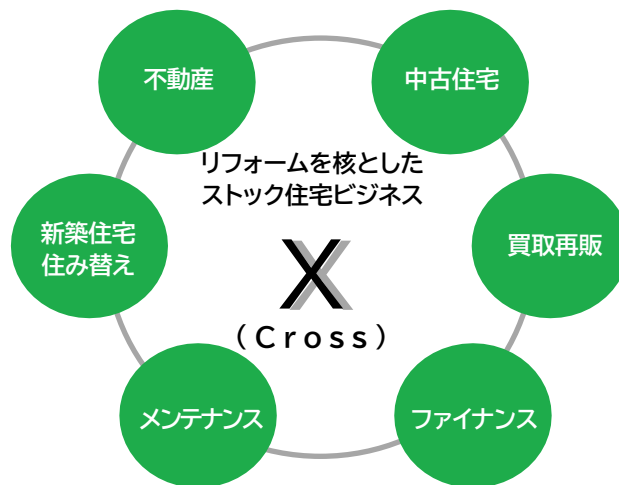 不動産
中古住宅
リフォームを核とした
ストック住宅ビジネス
新築住宅
住み替え
買取再販
X
(Cross)
メンテナンス
ファイナンス